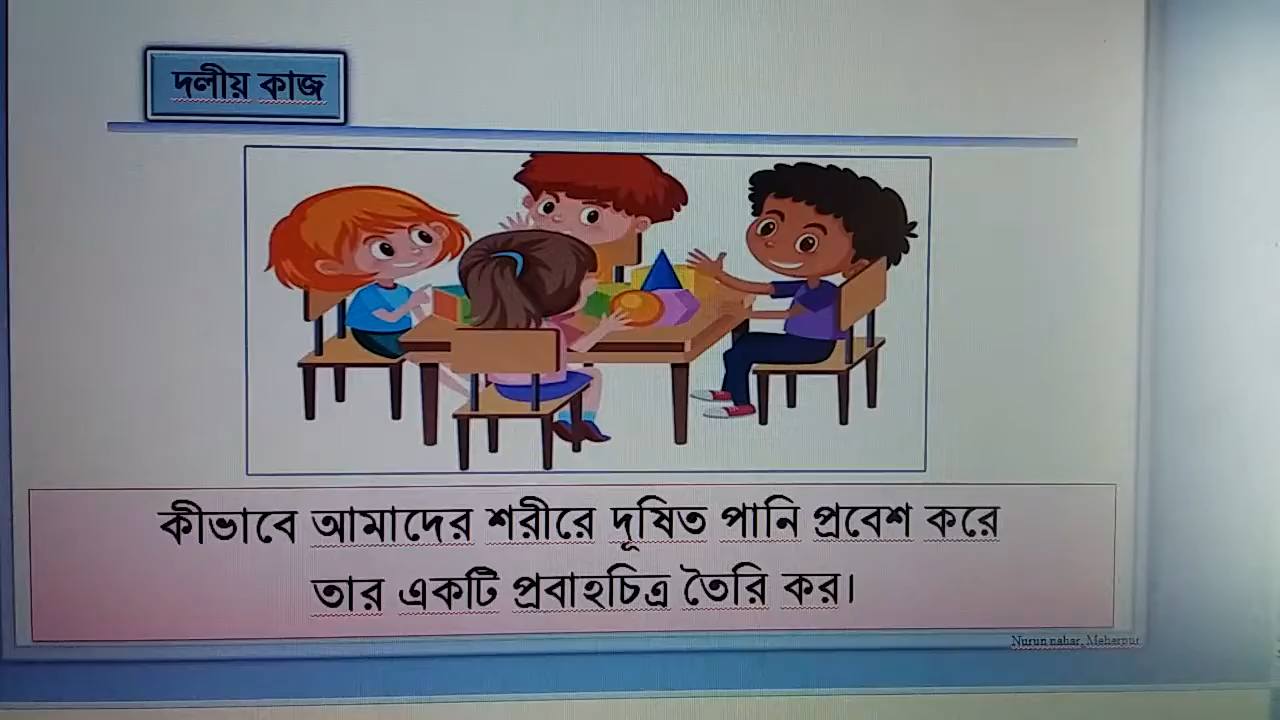 দলীয় কাজ
কীভাবে আমাদের শরীরে দূষিত পানি প্রবেশ করে
তার একটি প্রবাহচিত্র তৈরি কর।
Nurun nahar, Meherpur